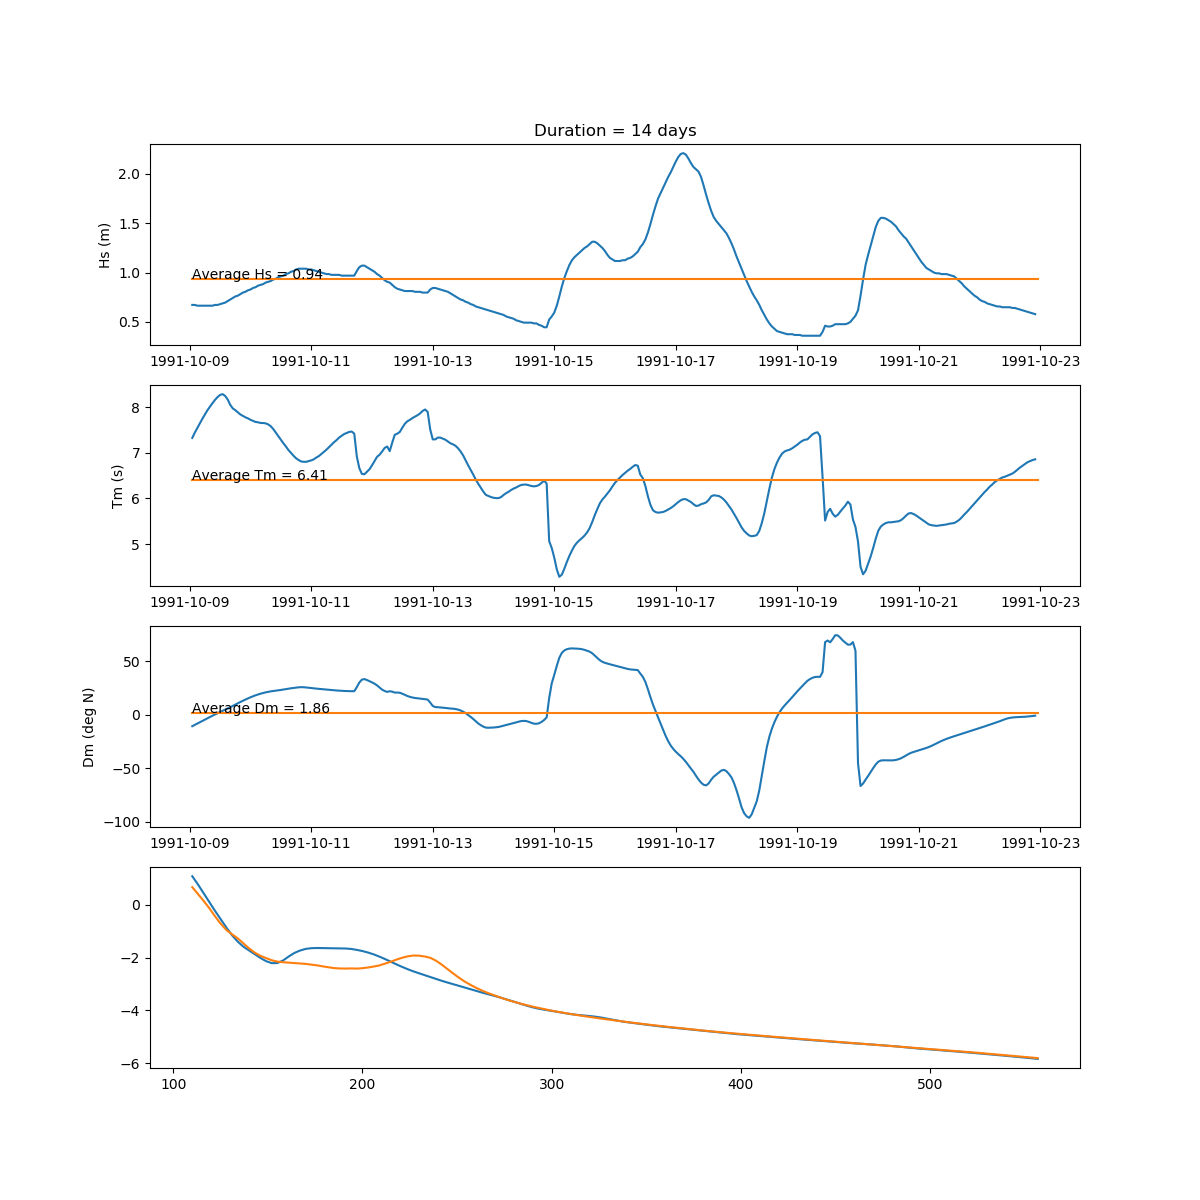 Duration = 14 days
Hs (m)
2.0
1.5
1.0
0.5
Average Hs = 0.94
1991-10-09 1991-10-11 1991-10-13 1991-10-15 1991-10-17 1991-10-19 1991-10-21 1991-10-23
Tm (s)
8
7
6
5
Average Tm = 6.41
1991-10-09 1991-10-11 1991-10-13 1991-10-15 1991-10-17 1991-10-19 1991-10-21 1991-10-23
Dm (deg N)
50
0
−50
−100
Average Dm = 1.86
1991-10-09 1991-10-11 1991-10-13 1991-10-15 1991-10-17 1991-10-19 1991-10-21 1991-10-23
0
−2
−4
−6
100 200 300 400 500